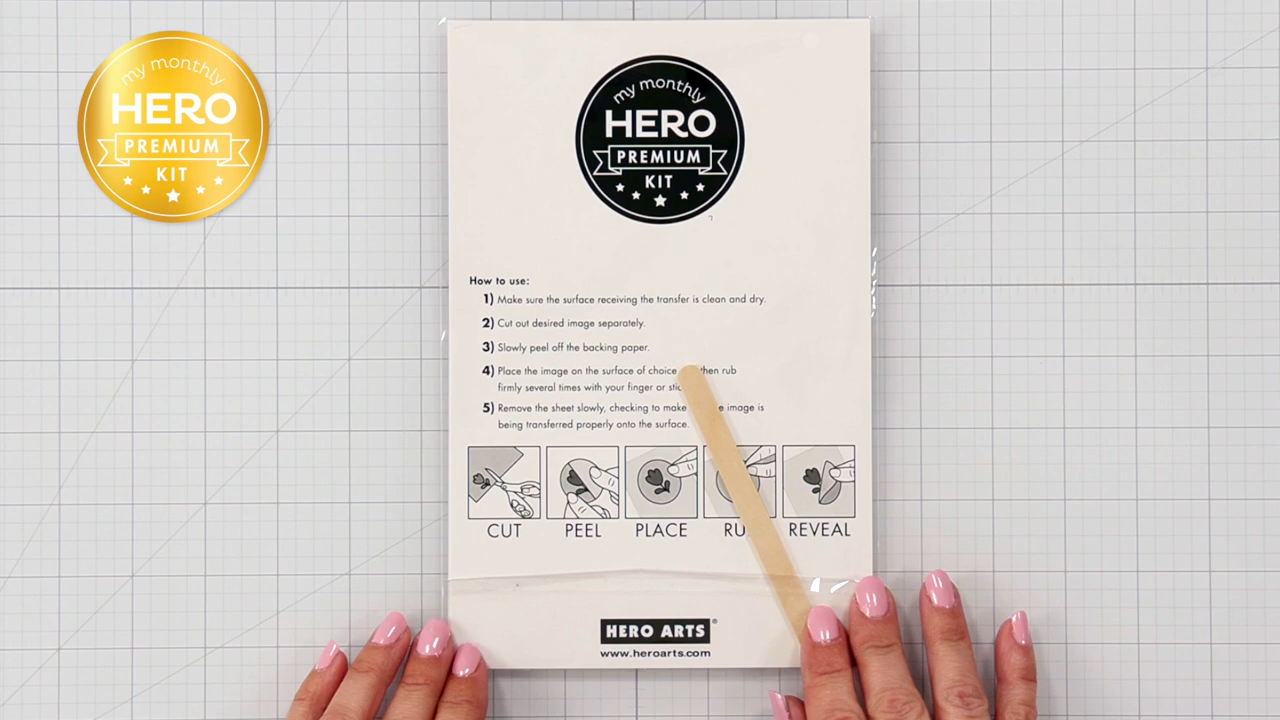 my monthly
HERO
PREMIUM
KIT
my monthly
HERO
PREMIUM
KIT
How to use:
1) Make sure the surface receiving the transfer is clean and dry.
2) Cut out desired image separately.
3) Slowly peel off the backing paper.
4) Place the image on the surface of choice then rub
firmly several times with your finger or
5) Remove the sheet slowly, checking to make image is
being transferred properly onto the surface.
CUT PEEL PLACE REVEAL
HERO ARTS®
www.heroarts.com